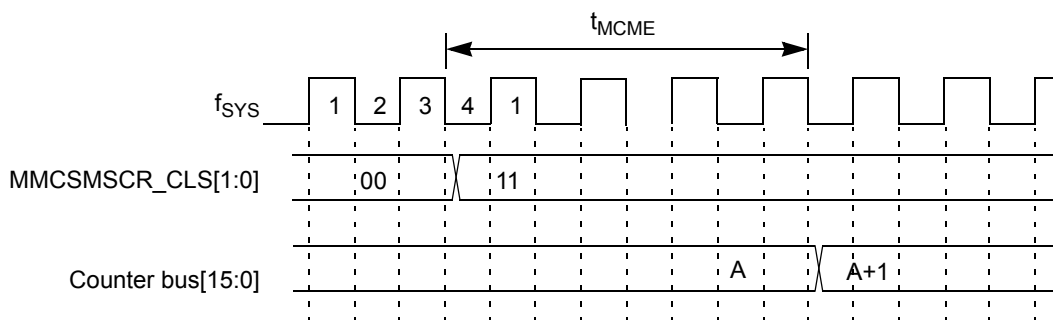 tMCME
fSYS 1 2 3 4 1
MMCSMSCR_CLS[1:0] 00 11
Counter bus[15:0] A A+1